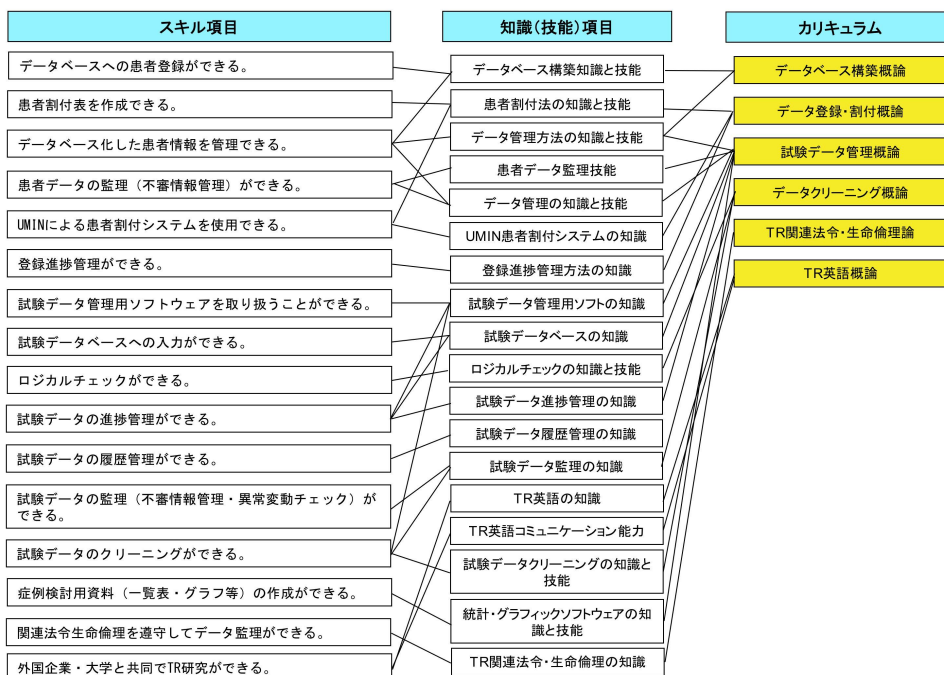 スキル項目
データベースへの患者登録ができる。
患者割付表を作成できる。
データベース化した患者情報を管理できる。
患者データの監理（不審情報管理）ができる。
UMINによる患者割付システムを使用できる。
登録進捗管理ができる。
試験データ管理用ソフトウェアを取り扱うことができる。
試験データベースへの入力ができる。
ロジカルチェックができる。
試験データの進捗管理ができる。
試験データの履歴管理ができる。
試験データの監理（不審情報管理・異常変動チェック）が
できる。
試験データのクリーニングができる。
症例検討用資料（一覧表・グラフ等）の作成ができる。
関連法令生命倫理を遵守してデータ監理ができる。
外国企業・大学と共同でTR研究ができる。
知識（技能）項目
データベース構築知識と技能
患者割付法の知識と技能
データ管理方法の知識と技能
患者データ監理技能
データ管理の知識と技能
UMIN患者割付システムの知識
登録進捗管理方法の知識
試験データ管理用ソフトの知識
試験データベースの知識
ロジカルチェックの知識と技能
試験データ進捗管理の知識
試験データ履歴管理の知識
試験データ監理の知識
TR英語の知識
TR英語コミュニケーション能力
試験データクリーニングの知識と
技能
統計・グラフィックソフトウェアの知
識と技能
TR関連法令・生命倫理の知識
カリキュラム
データベース構築概論
データ登録・割付概論
試験データ管理概論
データクリーニング概論
TR関連法令・生命倫理論
TR英語概論